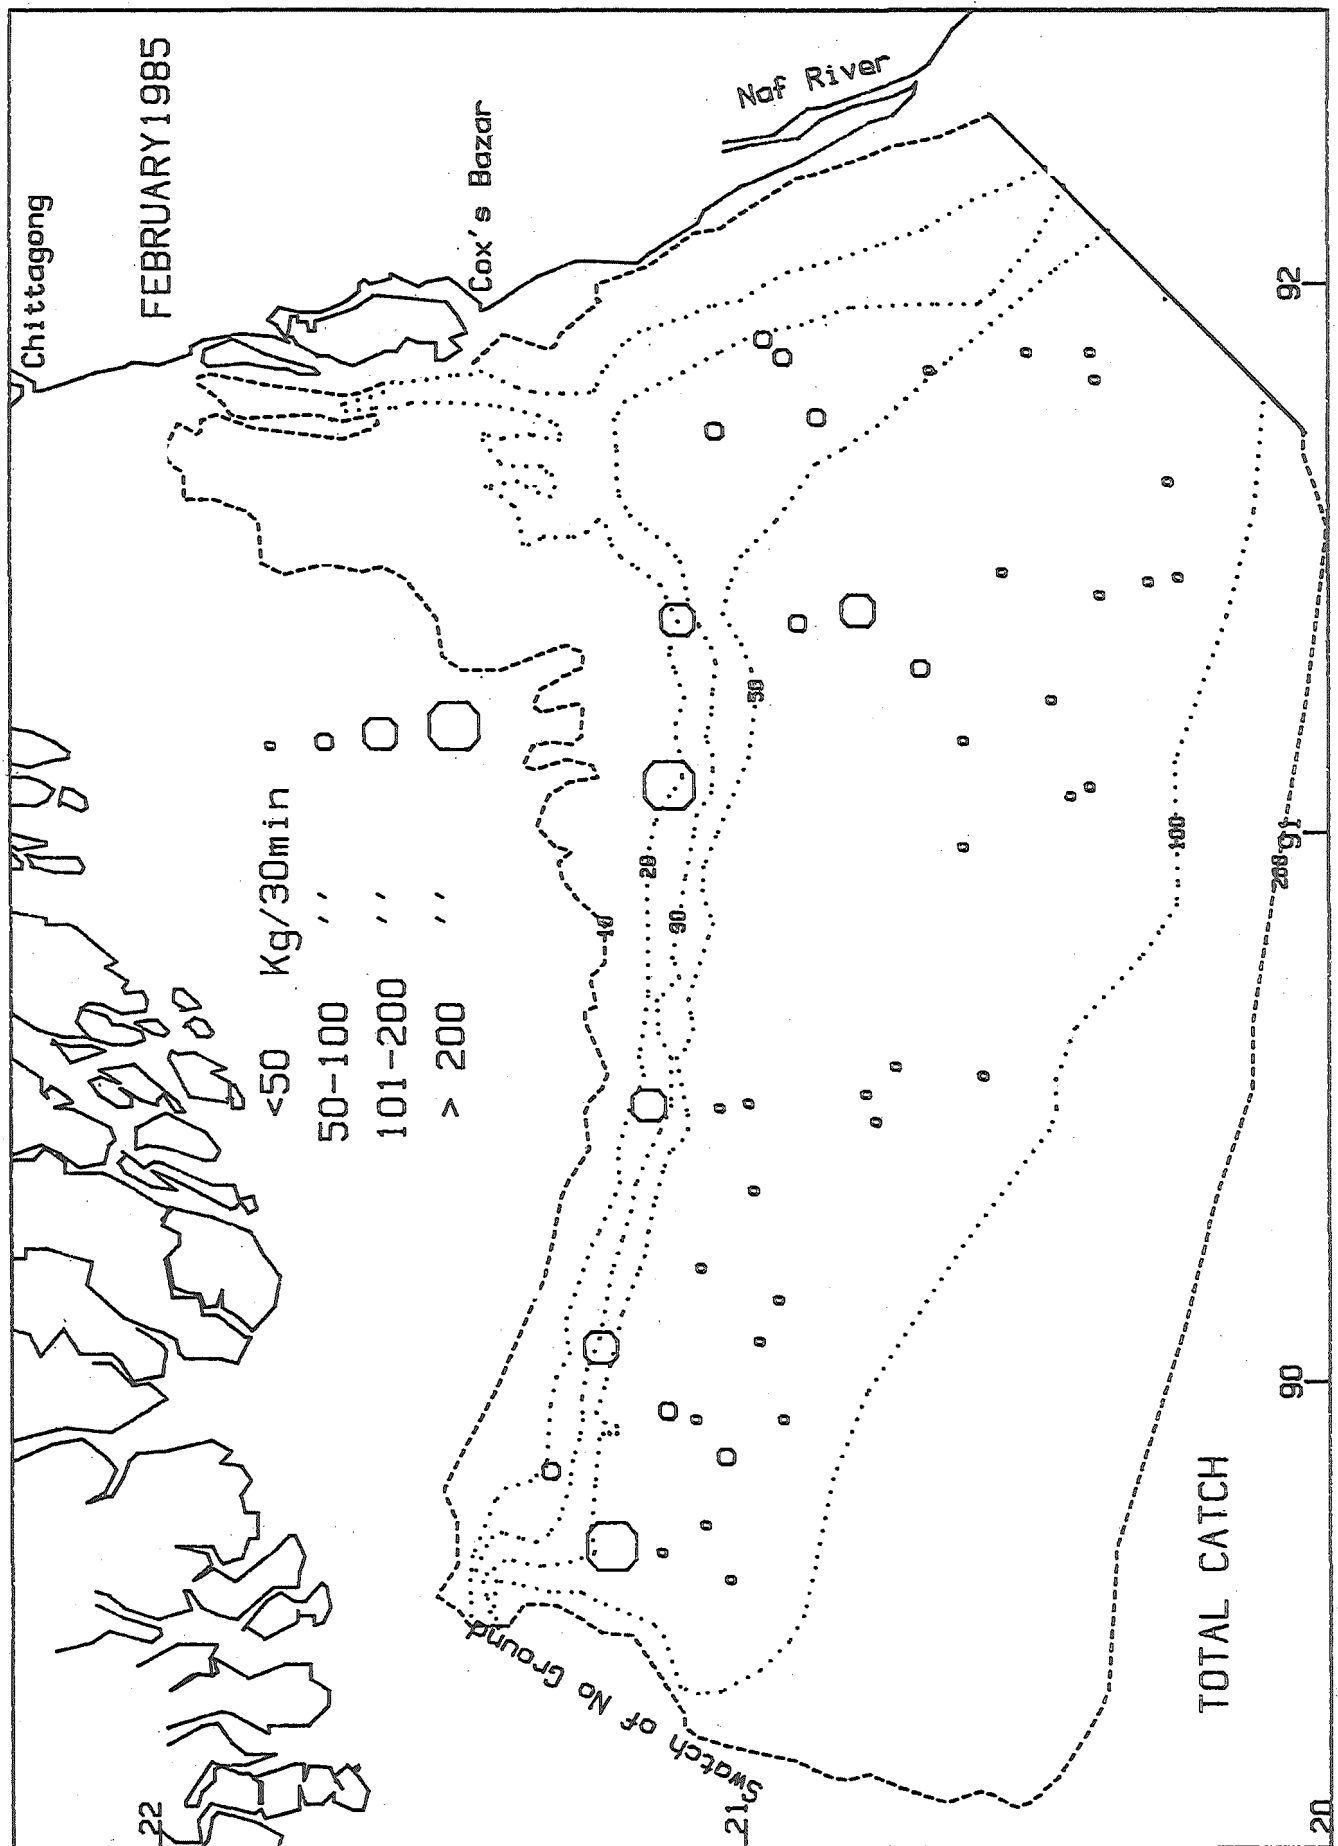 Chittagong
FEBRUARY1985
Cox's Bazar
Naf River
<50 Kg/30min
50-100 ,,
101-200 ,,
> 200 ,,
10
20
30
50
100
200
Swatch of No Ground
TOTAL CATCH
22
21
20
90
91
92